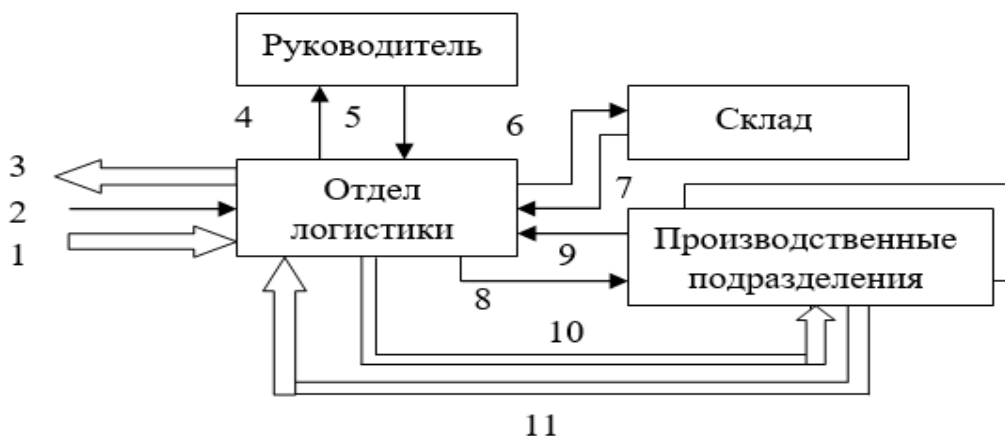 Руководитель
4
5
6
Склад
3
Отдел
логистики
7
2
Производственные
подразделения
1
9
8
10
11